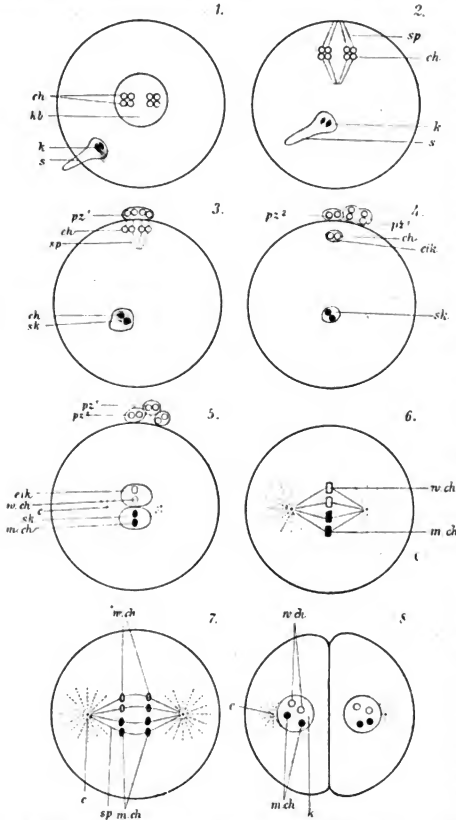 1.
ch
kb
k
s
2.
sp
ch.
k
s
3.
pz¹
ch
sp
ch
sk
4.
pz²
pz¹
ch
eik
sk.
5.
pz¹
pz²
eik
w.ch
c
sk
m.ch
6.
w.ch
m.ch
7.
w.ch
c
sp
m.ch
8
w.ch
c
m.ch
k